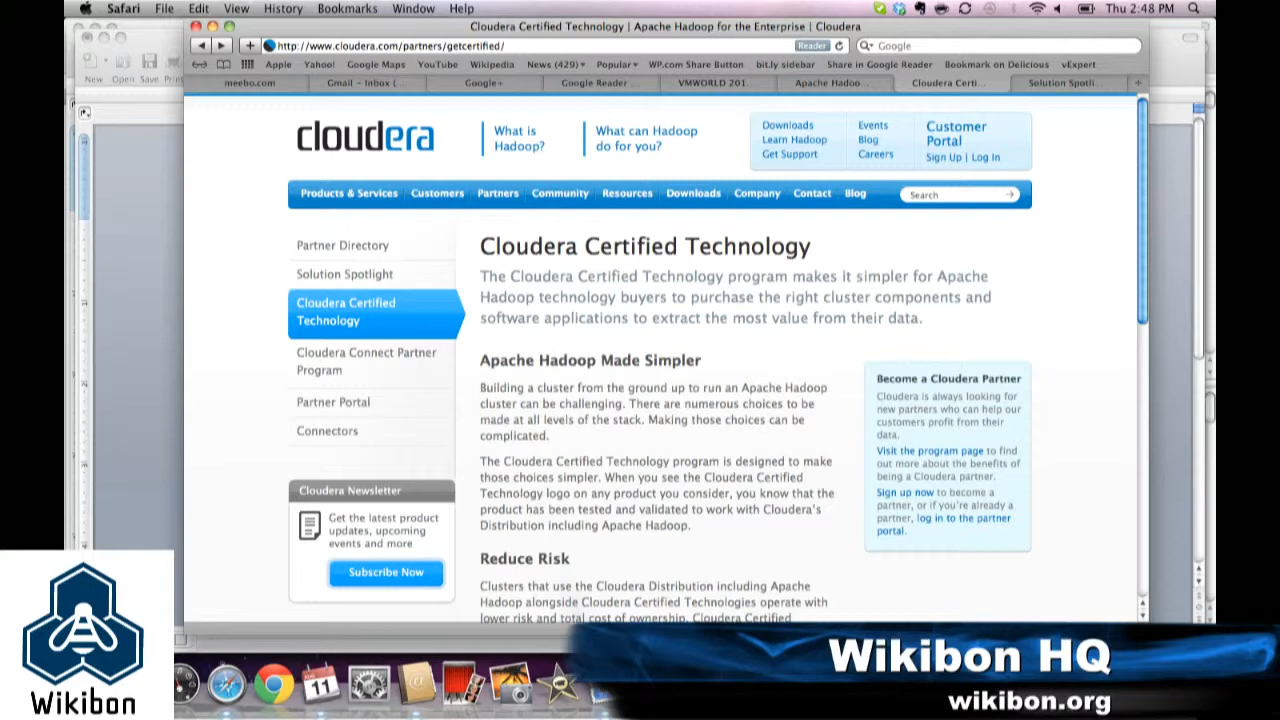 Safari File Edit View History Bookmarks Window Help
Thu 2:48 PM
Cloudera Certified Technology | Apache Hadoop for the Enterprise | Cloudera
http://www.cloudera.com/partners/getcertified/
Reader
Google
Apple Yahoo! Google Maps YouTube Wikipedia News (429) Popular WP.com Share Button bit.ly sidebar Share in Google Reader Bookmark on Delicious vExpert
meebo.com Gmail – Inbox (... Google+ Google Reader ... VMWORLD 201 Apache Hadoo... Cloudera Certi... Solution Spotli...
New Open Save Print
cloudera
What is
Hadoop?
What can Hadoop
do for you?
Downloads
Learn Hadoop
Get Support
Events
Blog
Careers
Customer
Portal
Sign Up | Log In
Products & Services Customers Partners Community Resources Downloads Company Contact Blog
Search
Partner Directory
Solution Spotlight
Cloudera Certified
Technology
Cloudera Connect Partner
Program
Partner Portal
Connectors
Cloudera Newsletter
Get the latest product
updates, upcoming
events and more
Subscribe Now
Cloudera Certified Technology
The Cloudera Certified Technology program makes it simpler for Apache
Hadoop technology buyers to purchase the right cluster components and
software applications to extract the most value from their data.
Apache Hadoop Made Simpler
Building a cluster from the ground up to run an Apache Hadoop
cluster can be challenging. There are numerous choices to be
made at all levels of the stack. Making those choices can be
complicated.
The Cloudera Certified Technology program is designed to make
those choices simpler. When you see the Cloudera Certified
Technology logo on any product you consider, you know that the
product has been tested and validated to work with Cloudera's
Distribution including Apache Hadoop.
Reduce Risk
Clusters that use the Cloudera Distribution including Apache
Hadoop alongside Cloudera Certified Technologies operate with
lower risk and total cost of ownership. Cloudera Certified
Become a Cloudera Partner
Cloudera is always looking for
new partners who can help our
customers profit from their
data.
Visit the program page to find
out more about the benefits of
being a Cloudera partner.
Sign up now to become a
partner, or if you're already a
partner, log in to the partner
portal.
11
Wikibon
Wikibon HQ
wikibon.org